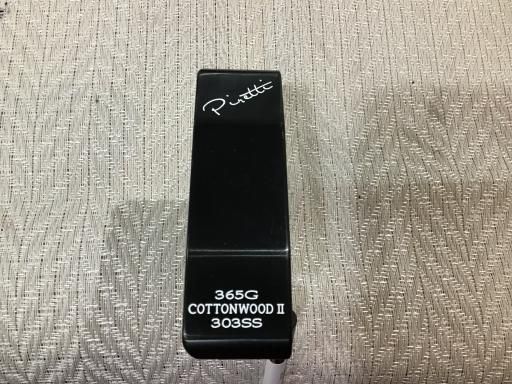 Piretti
365G
COTTONWOOD II
303SS